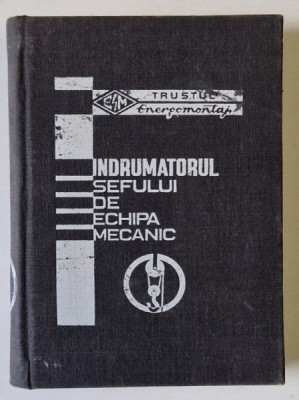 TRUSTUL
Energomontaj
INDRUMATORUL
SEFULUI
DE
ECHIPA
MECANIC